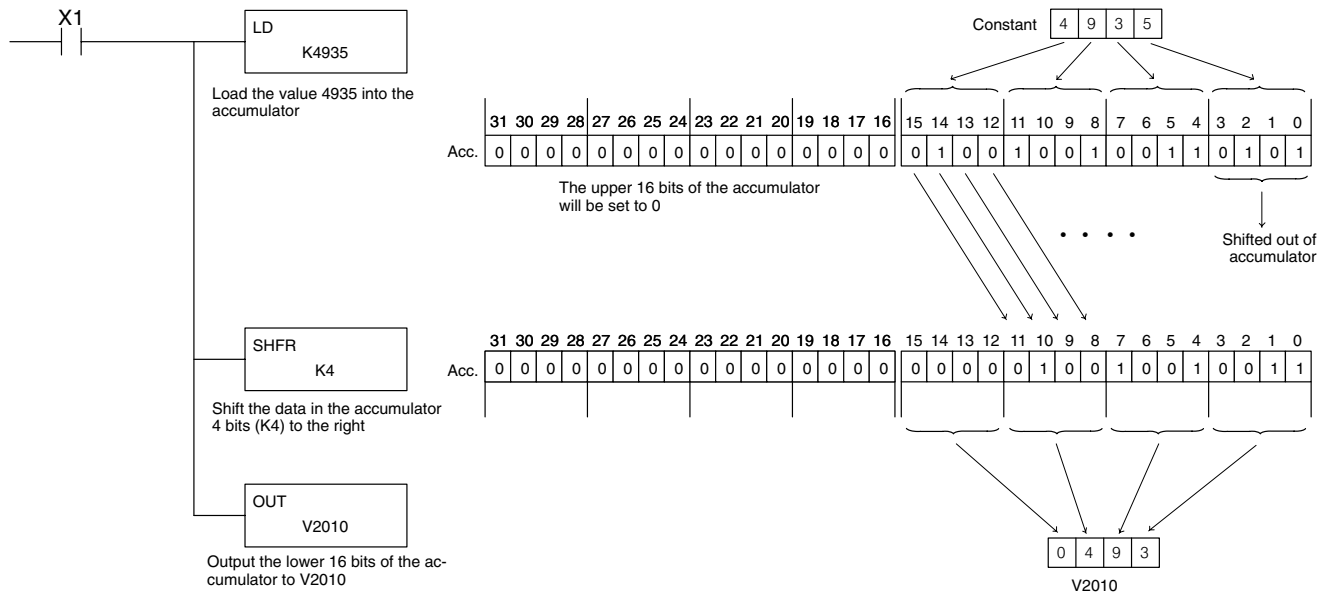 X1
LD
K4935
Load the value 4935 into the
accumulator
Constant 4 9 3 5
31 30 29 28 27 26 25 24 23 22 21 20 19 18 17 16 15 14 13 12 11 10 9 8 7 6 5 4 3 2 1 0
Acc. 0 0 0 0 0 0 0 0 0 0 0 0 0 0 0 0 0 1 0 0 1 0 0 1 0 0 1 1 0 1 0 1
The upper 16 bits of the accumulator
will be set to 0
. . . .
Shifted out of
accumulator
SHFR
K4
Shift the data in the accumulator
4 bits (K4) to the right
31 30 29 28 27 26 25 24 23 22 21 20 19 18 17 16 15 14 13 12 11 10 9 8 7 6 5 4 3 2 1 0
Acc. 0 0 0 0 0 0 0 0 0 0 0 0 0 0 0 0 0 0 0 0 0 1 0 0 1 0 0 1 0 0 1 1
OUT
V2010
Output the lower 16 bits of the ac-
cumulator to V2010
0 4 9 3
V2010